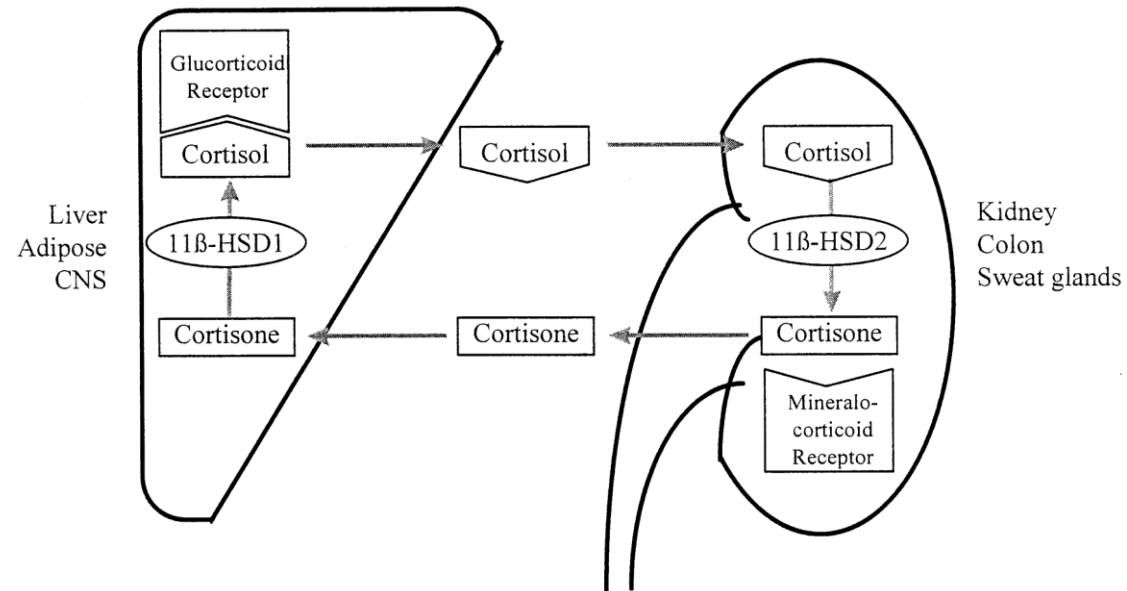 Glucorticoid
Receptor
Cortisol
11ß-HSD1
Cortisone
Liver
Adipose
CNS
Cortisol
Cortisone
Cortisol
11ß-HSD2
Cortisone
Mineralo-
corticoid
Receptor
Kidney
Colon
Sweat glands